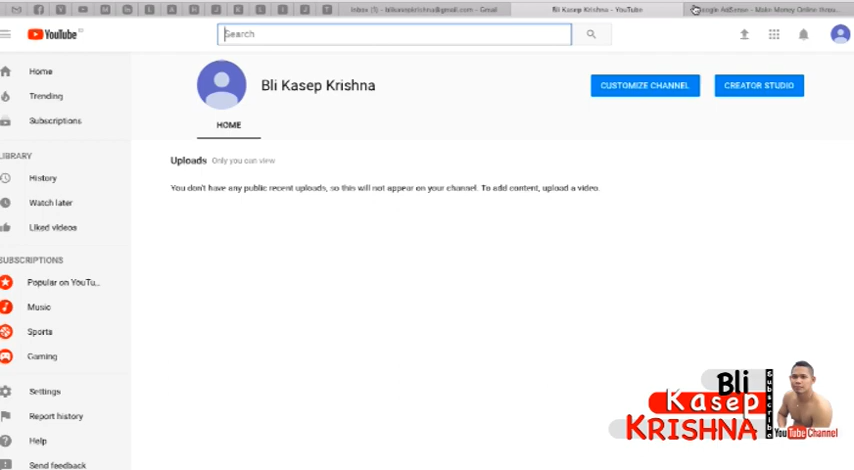 Inbox (1) - blikasepkrishna@gmail.com - Gmail
Bli Kasep Krishna - YouTube
Google AdSense - Make Money Online throu...
YouTube
Search
Home
Trending
Subscriptions
Bli Kasep Krishna
CUSTOMIZE CHANNEL
CREATOR STUDIO
HOME
LIBRARY
History
Watch later
Liked videos
Uploads Only you can view
You don't have any public recent uploads, so this will not appear on your channel. To add content, upload a video.
SUBSCRIPTIONS
Popular on YouTu...
Music
Sports
Gaming
Settings
Report history
Help
Send feedback
Bli
Kasep
KRISHNA
Subscribe
YouTube Channel